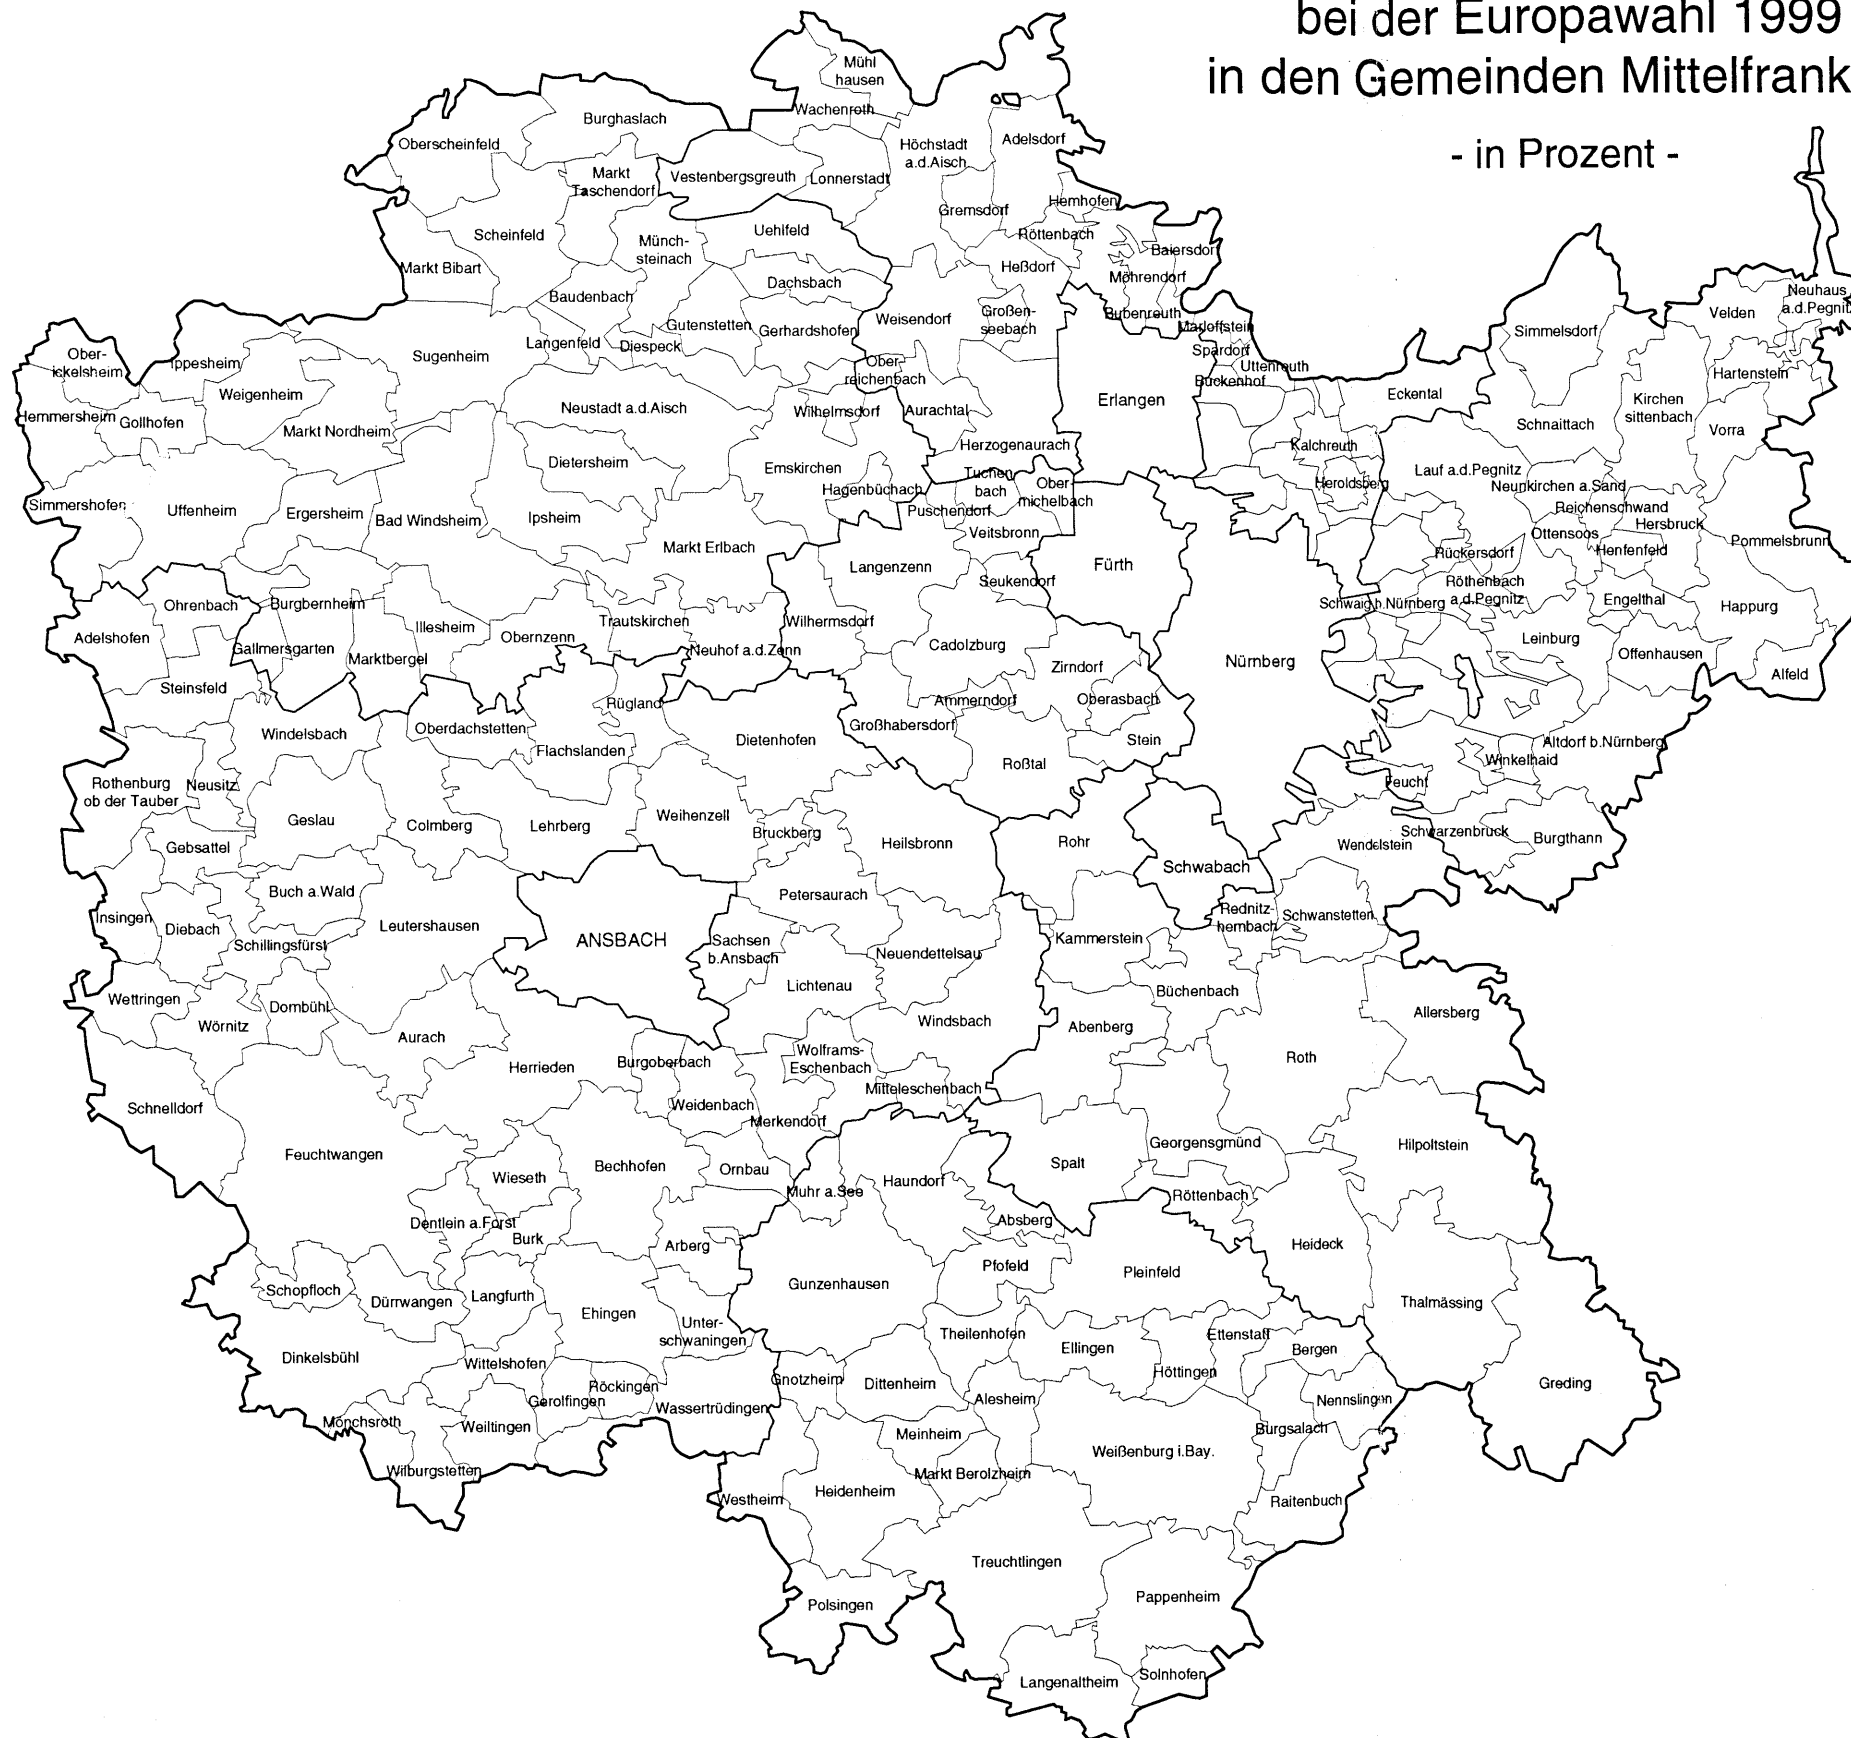 bei der Europawahl 1999
in den Gemeinden Mittelfrank
- in Prozent -
Mühl
hausen
Wachenroth
Burghaslach
Oberscheinfeld
Höchstadt
a.d.Aisch
Adelsdorf
Markt
Taschendorf
Vestenbergsgreuth
Lonnerstadt
Gremsdorf
Hemhofen
Scheinfeld
Münch-
steinach
Uehlfeld
Röttenbach
Baiersdorf
Markt Bibart
Heßdorf
Möhrendorf
Baudenbach
Dachsbach
Neuhaus
a.d.Pegnitz
Velden
Gutenstetten
Gerhardshofen
Weisendorf
Großen-
seebach
Bubenreuth
Marloffstein
Simmelsdorf
Langenfeld
Diespeck
Sugenheim
Ober-
ickelsheim
Ippesheim
Ober-
reichenbach
Spardorf
Uttenreuth
Buckenhof
Hartenstein
Weigenheim
Eckental
Erlangen
Kirchen
sittenbach
Hemmersheim
Gollhofen
Neustadt a.d.Aisch
Wilhelmsdorf
Aurachtal
Markt Nordheim
Schnaittach
Vorra
Herzogenaurach
Kalchreuth
Dietersheim
Emskirchen
Lauf a.d.Pegnitz
Tuchen
bach
Ober
michelbach
Heroldsberg
Neunkirchen a.Sand
Hagenbüchach
Simmershofen
Uffenheim
Ergersheim
Bad Windsheim
Ipsheim
Puschendorf
Reichenschwand
Hersbruck
Veitsbronn
Ottensoos
Pommelsbrunn
Markt Erlbach
Rückersdorf
Henfenfeld
Langenzenn
Fürth
Seukendorf
Röthenbach
a.d.Pegnitz
Ohrenbach
Burgbernheim
Schwaig b.Nürnberg
Engelthal
Happurg
Adelshofen
Illesheim
Obernzenn
Trautskirchen
Wilhermsdorf
Gallmersgarten
Marktbergel
Neuhof a.d.Zenn
Cadolzburg
Leinburg
Offenhausen
Zirndorf
Nürnberg
Alfeld
Steinsfeld
Rügland
Ammerndorf
Oberasbach
Windelsbach
Oberdachstetten
Flachslanden
Dietenhofen
Großhabersdorf
Stein
Altdorf b.Nürnberg
Winkelhaid
Roßtal
Rothenburg
ob der Tauber
Neusitz
Feucht
Geslau
Colmberg
Lehrberg
Weihenzell
Bruckberg
Heilsbronn
Rohr
Schwarzenbruck
Burgthann
Wendelstein
Gebsattel
Schwabach
Buch a.Wald
Petersaurach
Insingen
Diebach
Leutershausen
ANSBACH
Rednitz-
hembach
Schwanstetten
Schillingsfürst
Sachsen
b.Ansbach
Neuendettelsau
Kammerstein
Lichtenau
Büchenbach
Wettringen
Dombühl
Wörnitz
Windsbach
Abenberg
Allersberg
Aurach
Herrieden
Burgoberbach
Wolframs-
Eschenbach
Roth
Mitteleschenbach
Schnelldorf
Weidenbach
Merkendorf
Feuchtwangen
Georgensgmünd
Hilpoltstein
Wieseth
Bechhofen
Ornbau
Spalt
Muhr a.See
Haundorf
Röttenbach
Dentlein a.Forst
Burk
Absberg
Arberg
Heideck
Pfofeld
Pleinfeld
Schopfloch
Dürrwangen
Langfurth
Gunzenhausen
Thalmässing
Ehingen
Unter-
schwaningen
Theilenhofen
Ellingen
Ettenstatt
Bergen
Dinkelsbühl
Wittelshofen
Höttingen
Gnotzheim
Dittenheim
Röckingen
Gerolfingen
Greding
Alesheim
Nennslingen
Wassertrüdingen
Mönchsroth
Weiltingen
Meinheim
Burgsalach
Weißenburg i.Bay.
Wilburgstetten
Markt Berolzheim
Westheim
Heidenheim
Raitenbuch
Treuchtlingen
Pappenheim
Polsingen
Langenaltheim
Solnhofen